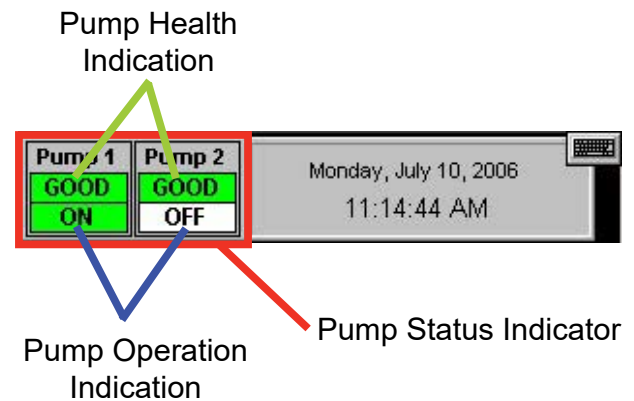 Pump Health
Indication
Pump 1 Pump 2
GOOD GOOD
ON OFF
Monday, July 10, 2006
11:14:44 AM
Pump Status Indicator
Pump Operation
Indication